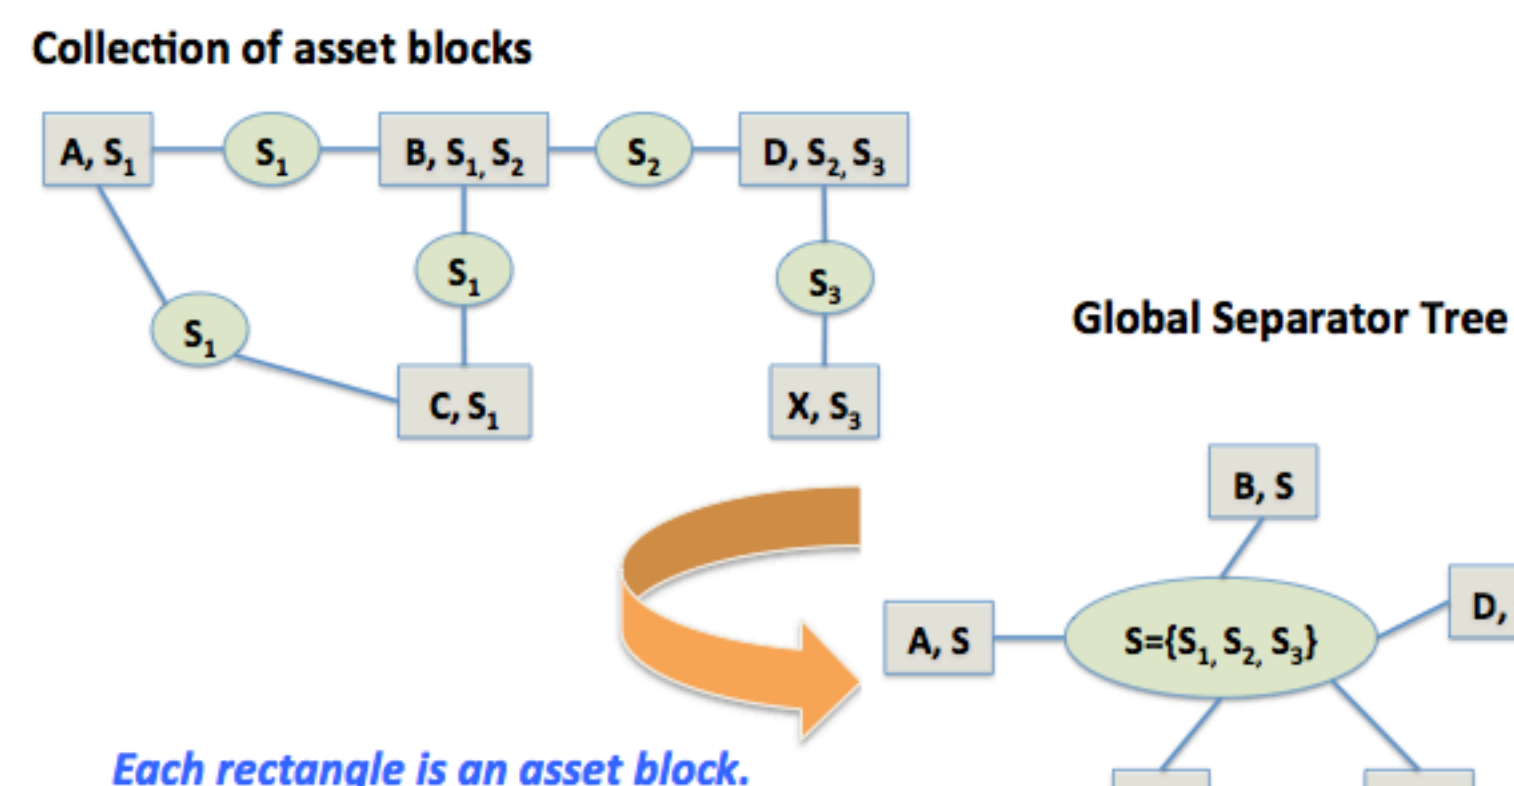 Collection of asset blocks
A, S1
S1
B, S1, S2
S2
D, S2, S3
S1
S3
S1
C, S1
X, S3
Global Separator Tree
B, S
D,
A, S
S={S1, S2, S3}
Each rectangle is an asset block.